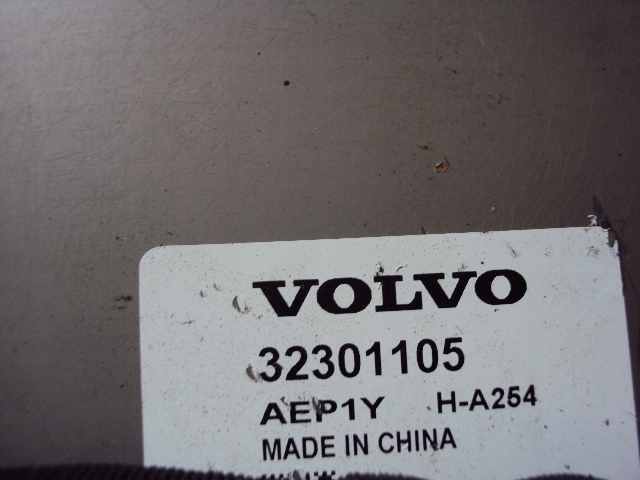 VOLVO
32301105
AEP1Y H-A254
MADE IN CHINA